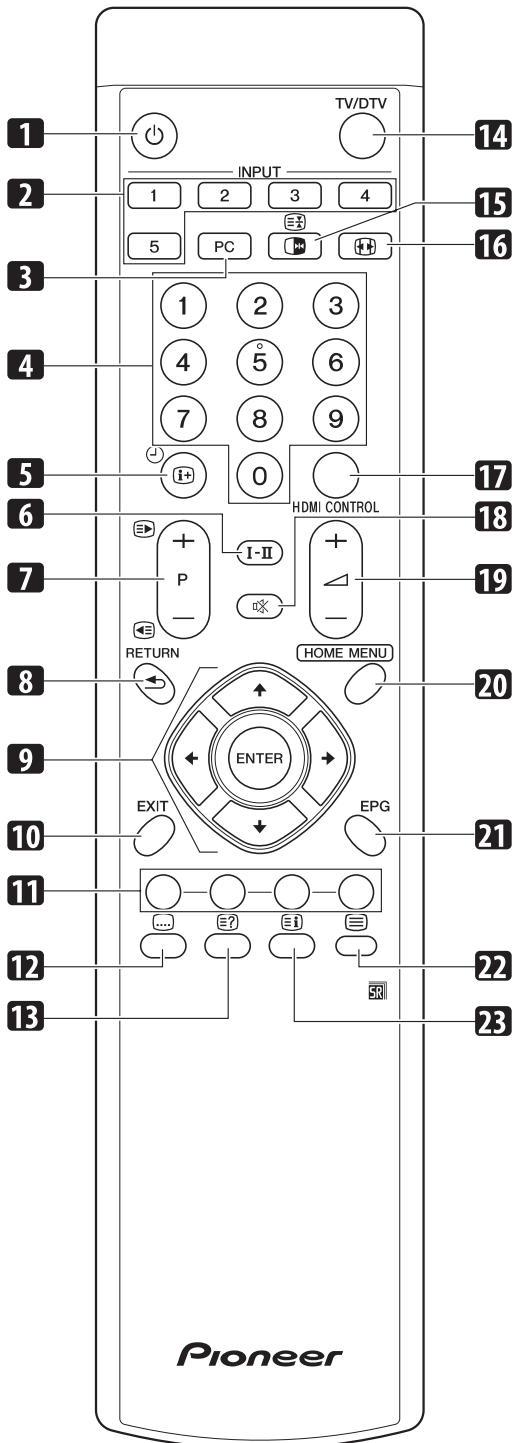 TV/DTV
1
14
INPUT
2
1 2 3 4
15
5 PC
16
3
1 2 3
4
4 5 6
7 8 9
5
i+
0
17
6
HDMI CONTROL
18
I-II
7
+
P
−
+
−
19
RETURN
HOME MENU
8
20
9
ENTER
10
EXIT
EPG
21
11
12
?
i
22
13
SR
23
Pioneer